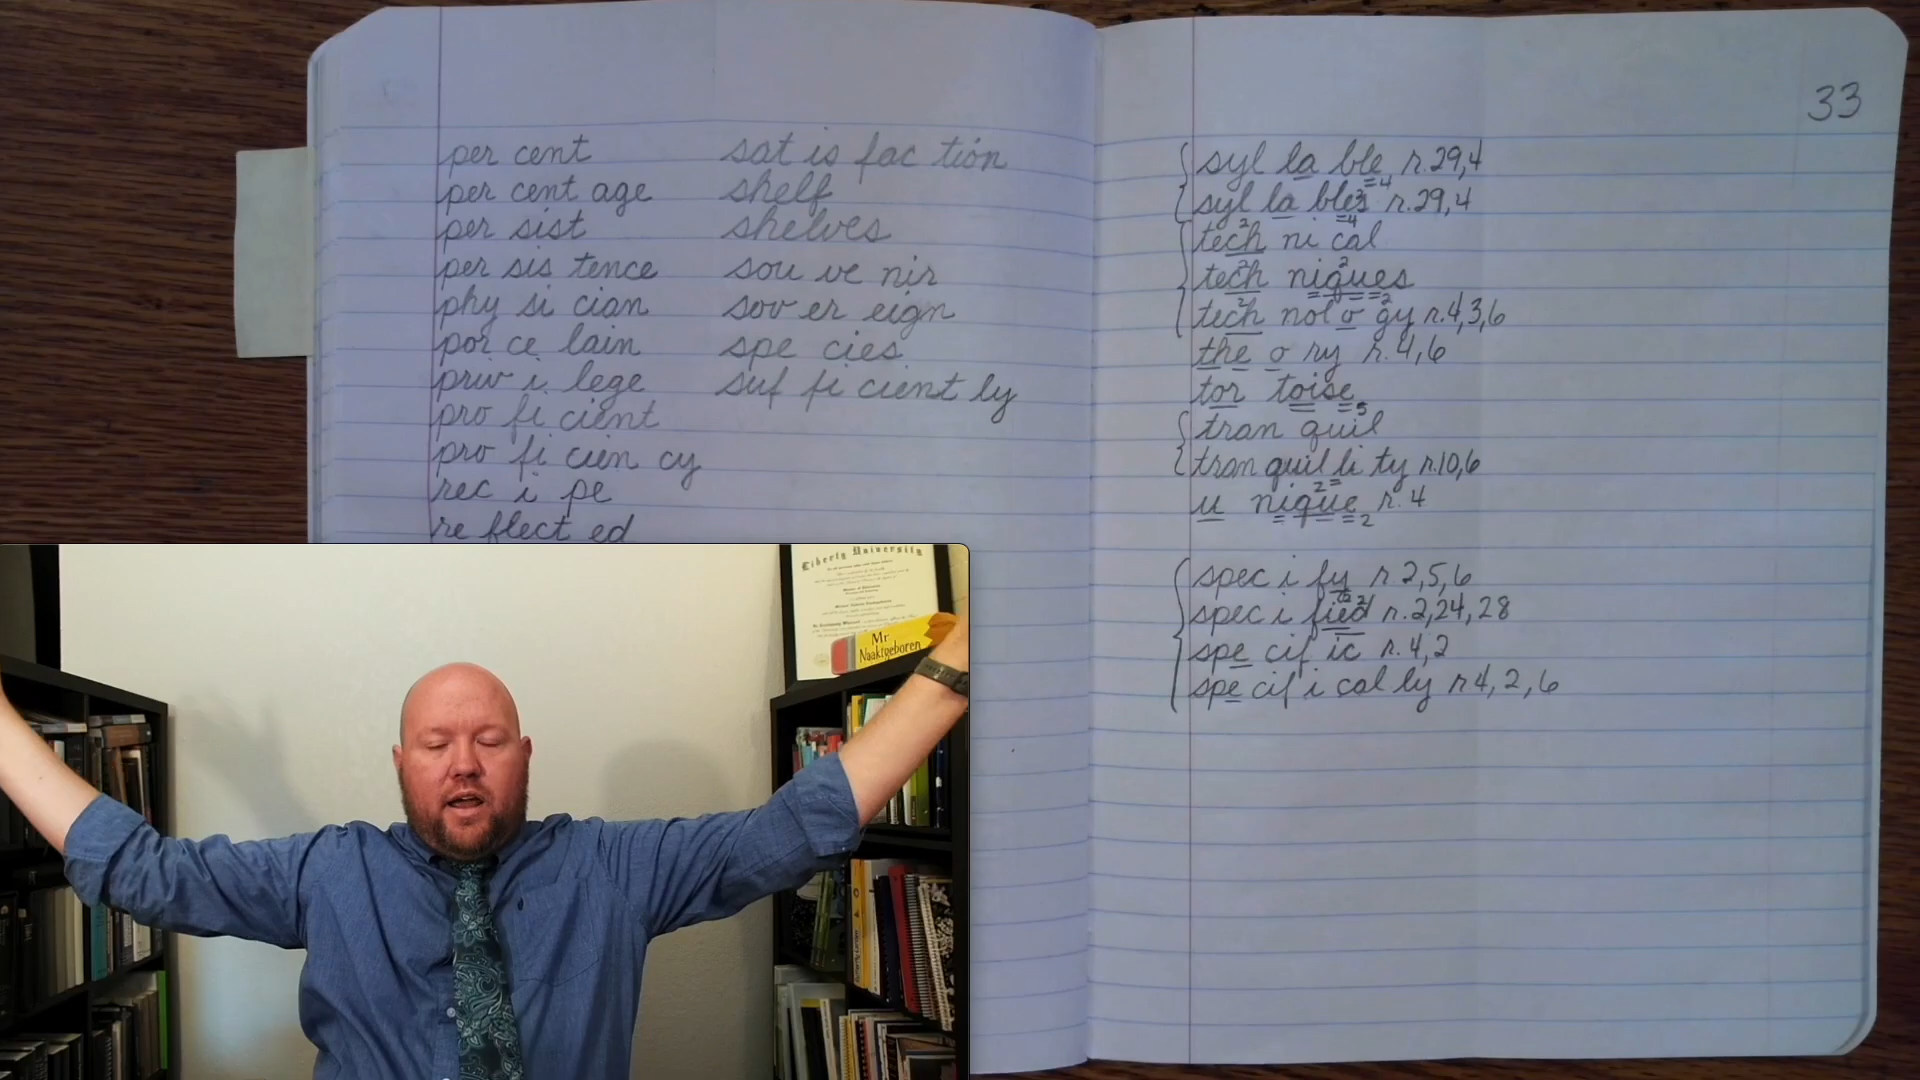 per cent
per cent age
per sist
per sis tence
phy si cian
por ce lain
priv i lege
pro fi cient
pro fi cien cy
rec i pe
re flect ed
sat is fac tion
shelf
shelves
sou ve nir
sov er eign
spe cies
suf fi cient ly
33
syl la ble r. 29,4
syl la bles r. 29,4
tech ni cal
tech niques
tech nol o gy r. 4,3,6
the o ry r. 4,6
tor toise
tran quil
tran quil li ty r. 10,6
u nique r. 4
spec i fy r. 2,5,6
spec i fied r. 2,24,28
spe cif ic r. 4,2
spe cif i cal ly r 4, 2, 6
Liberty University
Mr
Naaktgeboren